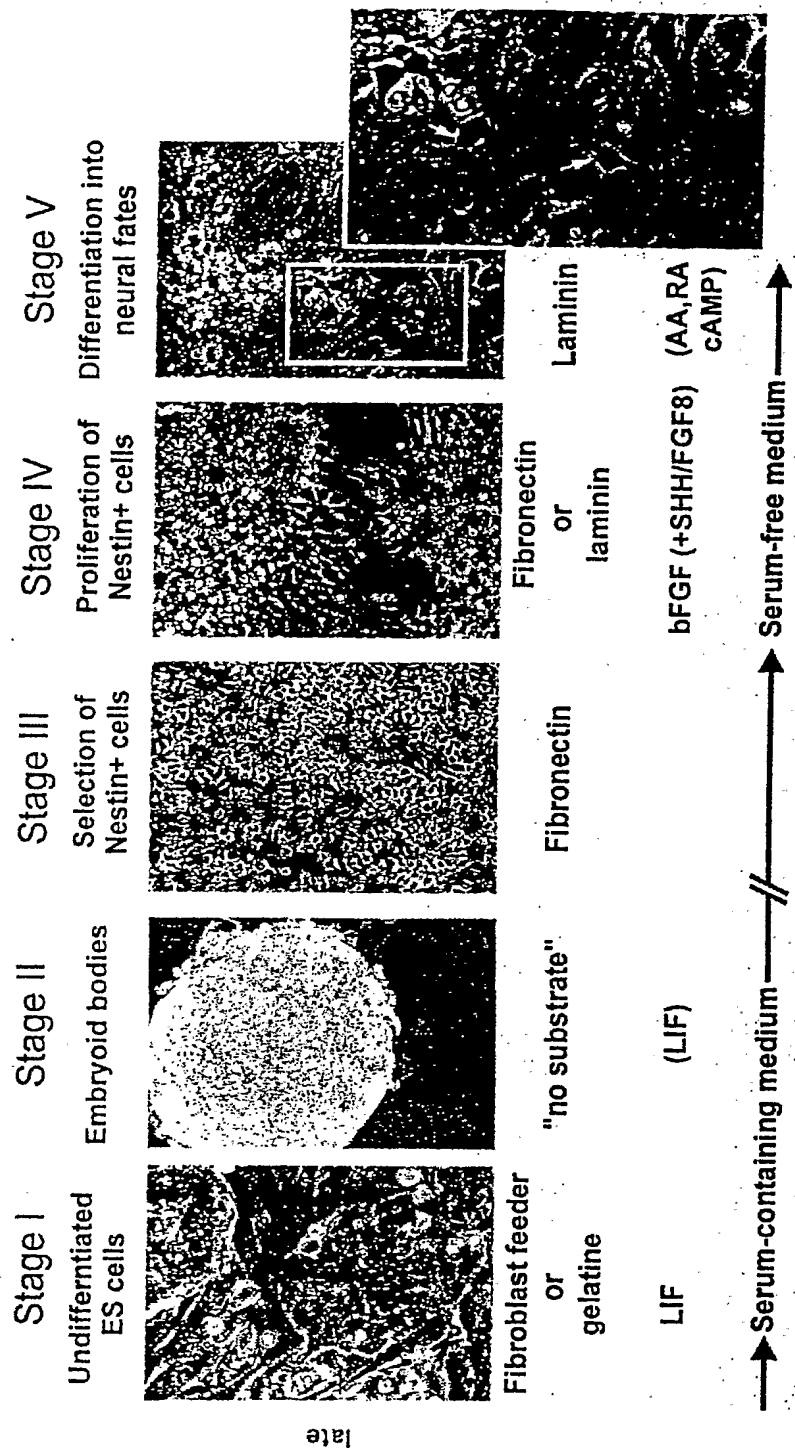 Stage I
Undifferntiated
ES cells
Stage II
Embryoid bodies
Stage III
Selection of
Nestin+ cells
Stage IV
Proliferation of
Nestin+ cells
Stage V
Differentiation into
neural fates
late
Fibroblast feeder
or
gelatine
"no substrate"
Fibronectin
Fibronectin
or
laminin
Laminin
LIF
(LIF)
bFGF (+SHH/FGF8)
(AA,RA
cAMP)
Serum-containing medium
Serum-free medium